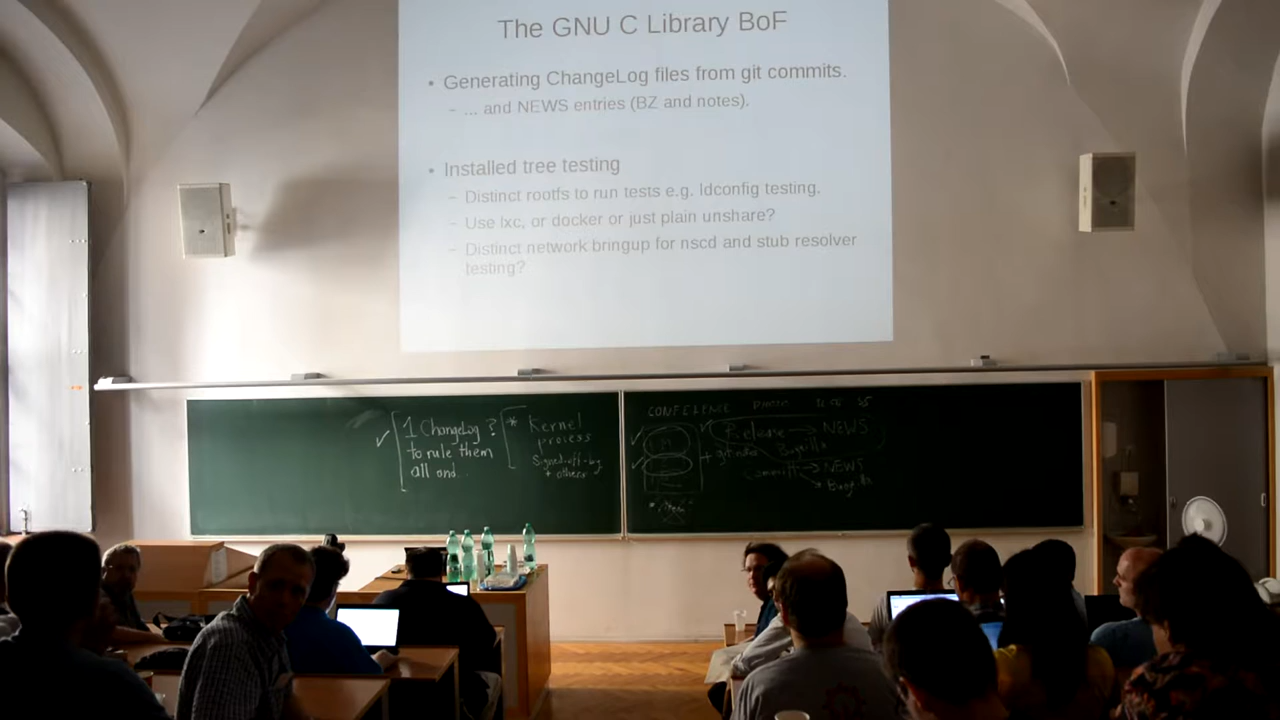 The GNU C Library BoF
• Generating ChangeLog files from git commits.
– ... and NEWS entries (BZ and notes).
• Installed tree testing
– Distinct rootfs to run tests e.g. ldconfig testing.
– Use lxc, or docker or just plain unshare?
– Distinct network bringup for nscd and stub resolver
testing?
1 ChangeLog ?
to rule them
all and...
* Kernel
process
Signed-off-by
+ others
CONFERENCE
Release → NEWS
Bugzilla
commit → NEWS